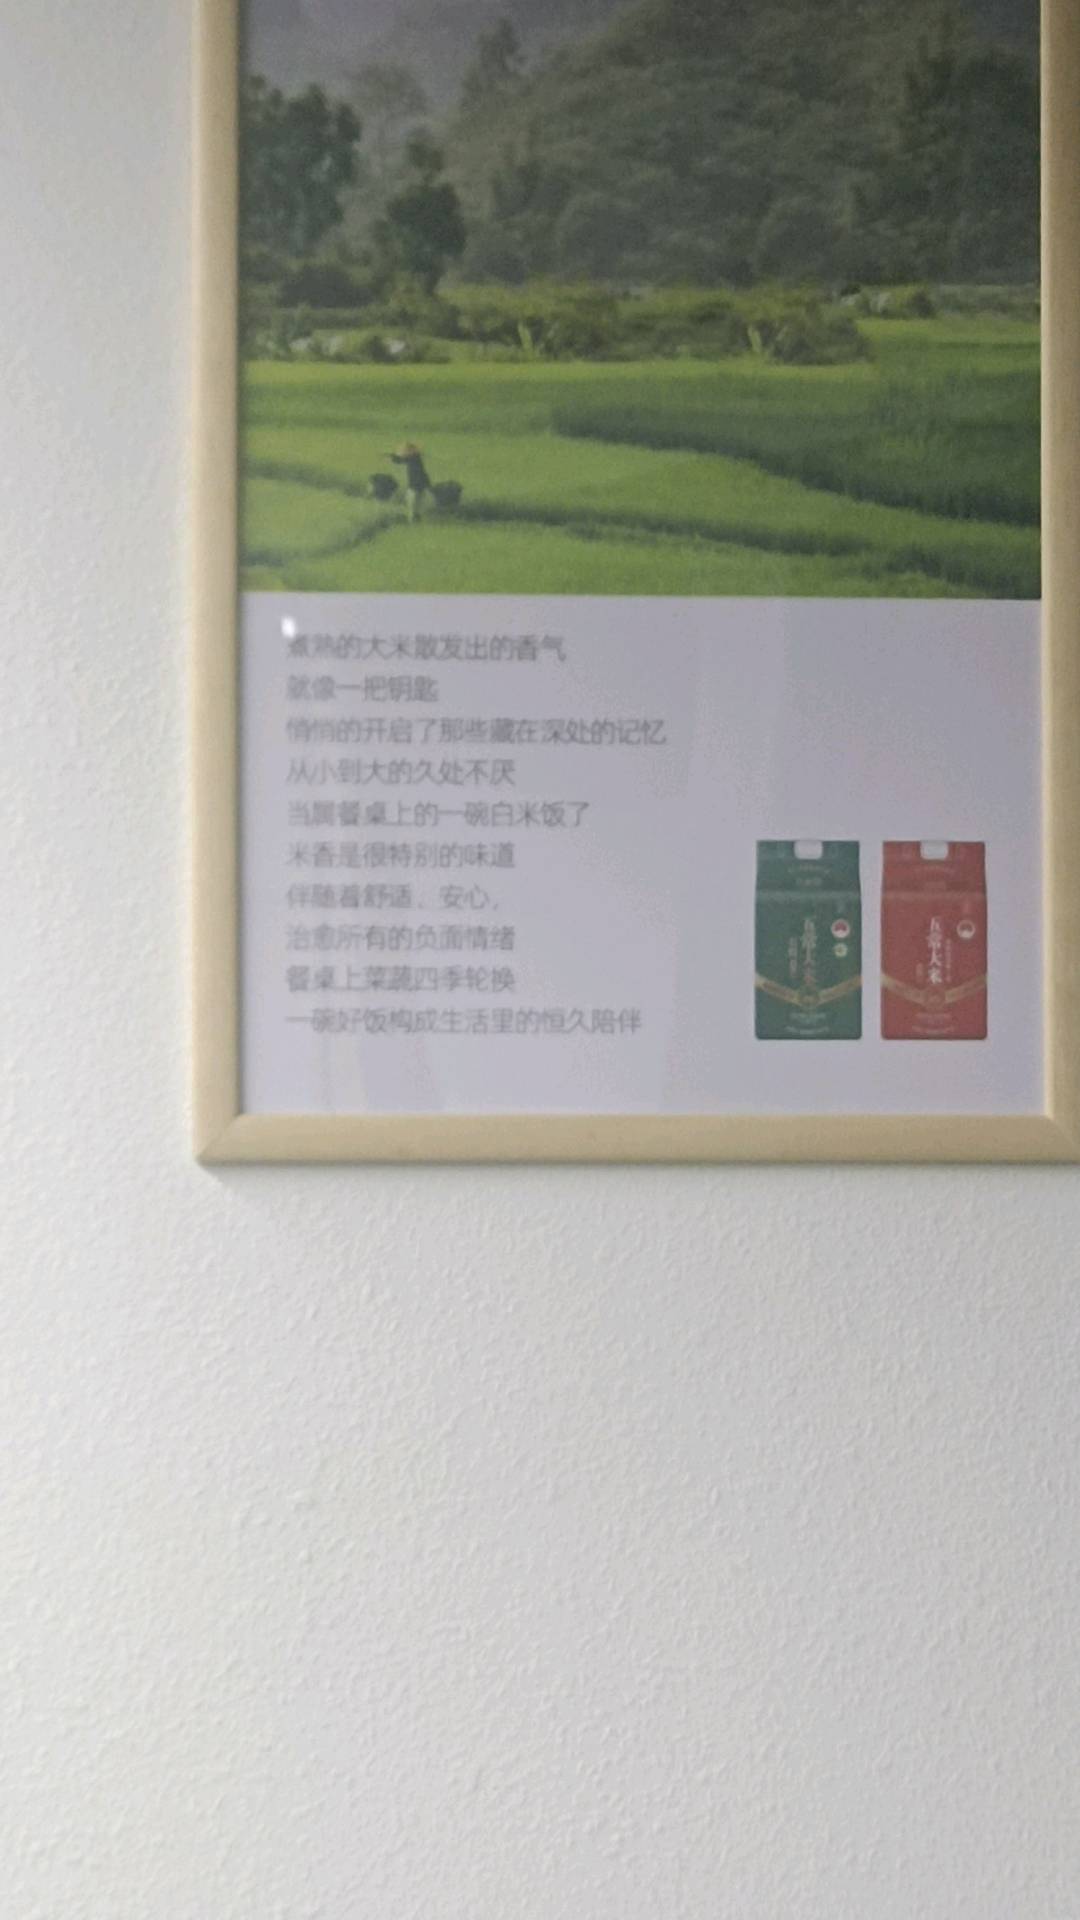 煮熟的大米散发出的香气
就像一把钥匙
悄悄的开启了那些藏在深处的记忆
从小到大的久处不厌
当属餐桌上的一碗白米饭了
米香是很特别的味道
伴随着舒适、安心，
治愈所有的负面情绪
餐桌上菜蔬四季轮换
一碗好饭构成生活里的恒久陪伴
五常大米
五常大米